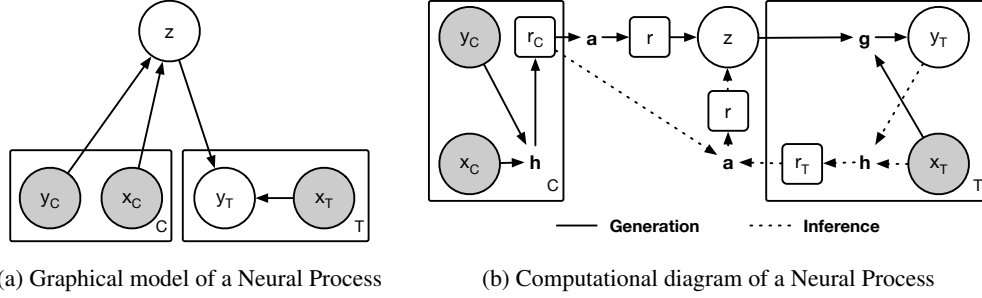 z
y_C
x_C
C
y_T
x_T
T
y_C
r_C
a
r
z
g
y_T
r
x_C
h
C
a
r_T
h
x_T
T
Generation
Inference
(a) Graphical model of a Neural Process
(b) Computational diagram of a Neural Process